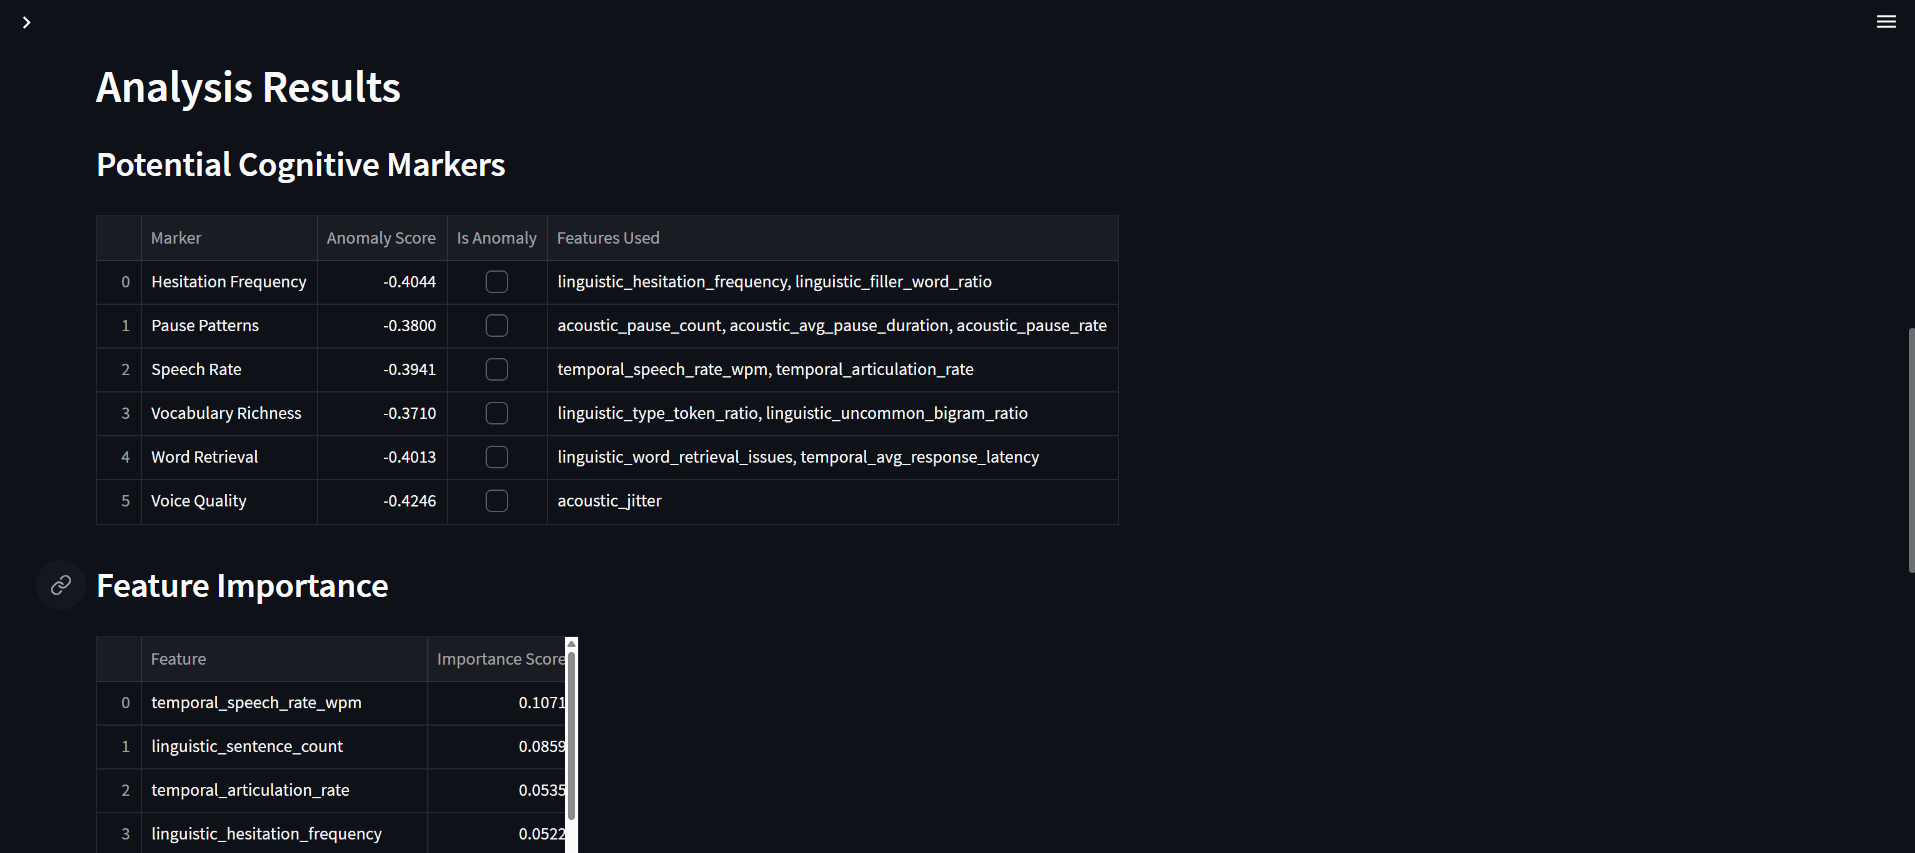 Analysis Results
Potential Cognitive Markers
Marker Anomaly Score Is Anomaly Features Used
0 Hesitation Frequency -0.4044 linguistic_hesitation_frequency, linguistic_filler_word_ratio
1 Pause Patterns -0.3800 acoustic_pause_count, acoustic_avg_pause_duration, acoustic_pause_rate
2 Speech Rate -0.3941 temporal_speech_rate_wpm, temporal_articulation_rate
3 Vocabulary Richness -0.3710 linguistic_type_token_ratio, linguistic_uncommon_bigram_ratio
4 Word Retrieval -0.4013 linguistic_word_retrieval_issues, temporal_avg_response_latency
5 Voice Quality -0.4246 acoustic_jitter
Feature Importance
Feature Importance Score
0 temporal_speech_rate_wpm 0.1071
1 linguistic_sentence_count 0.0859
2 temporal_articulation_rate 0.0535
3 linguistic_hesitation_frequency 0.0522